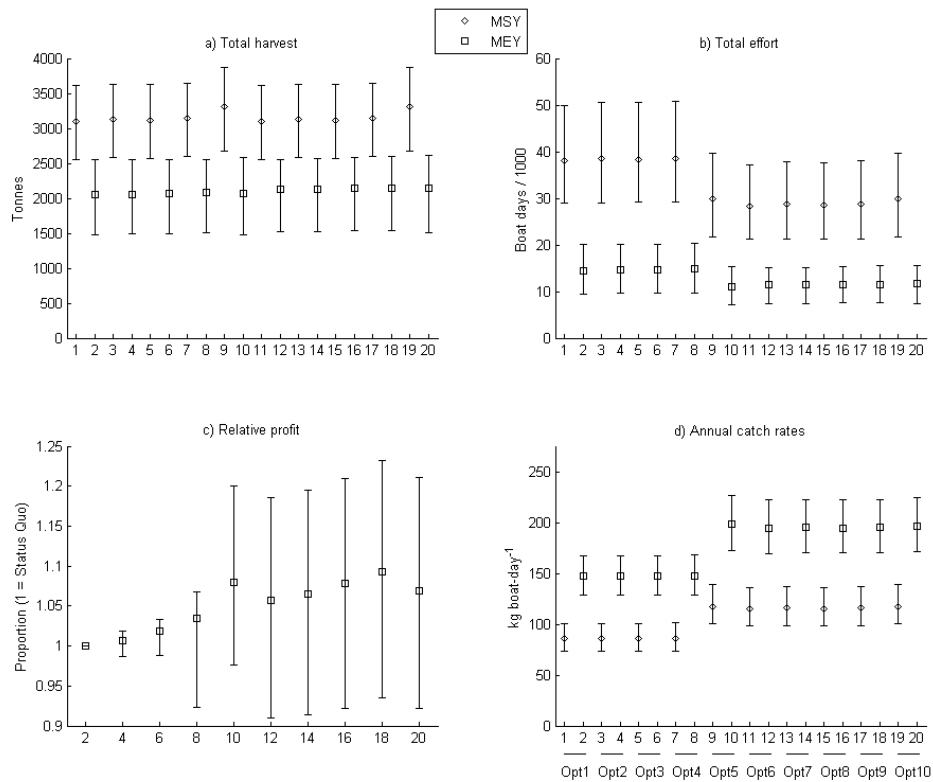 MSY
MEY
a) Total harvest
4000
3500
3000
2500
2000
1500
1000
500
0
Tonnes
1 2 3 4 5 6 7 8 9 10 11 12 13 14 15 16 17 18 19 20
b) Total effort
60
50
40
30
20
10
0
Boat days / 1000
1 2 3 4 5 6 7 8 9 10 11 12 13 14 15 16 17 18 19 20
c) Relative profit
1.25
1.2
1.15
1.1
1.05
1
0.95
0.9
Proportion (1 = Status Quo)
2 4 6 8 10 12 14 16 18 20
d) Annual catch rates
250
200
150
100
50
0
kg boat-day⁻¹
1 2 3 4 5 6 7 8 9 10 11 12 13 14 15 16 17 18 19 20
Opt1 Opt2 Opt3 Opt4 Opt5 Opt6 Opt7 Opt8 Opt9 Opt10